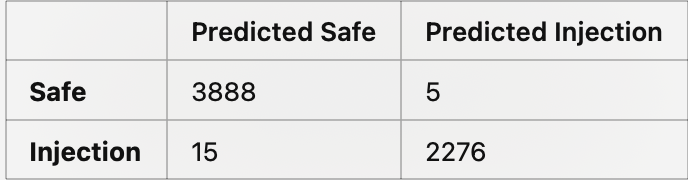 Predicted Safe Predicted Injection
Safe 3888 5
Injection 15 2276